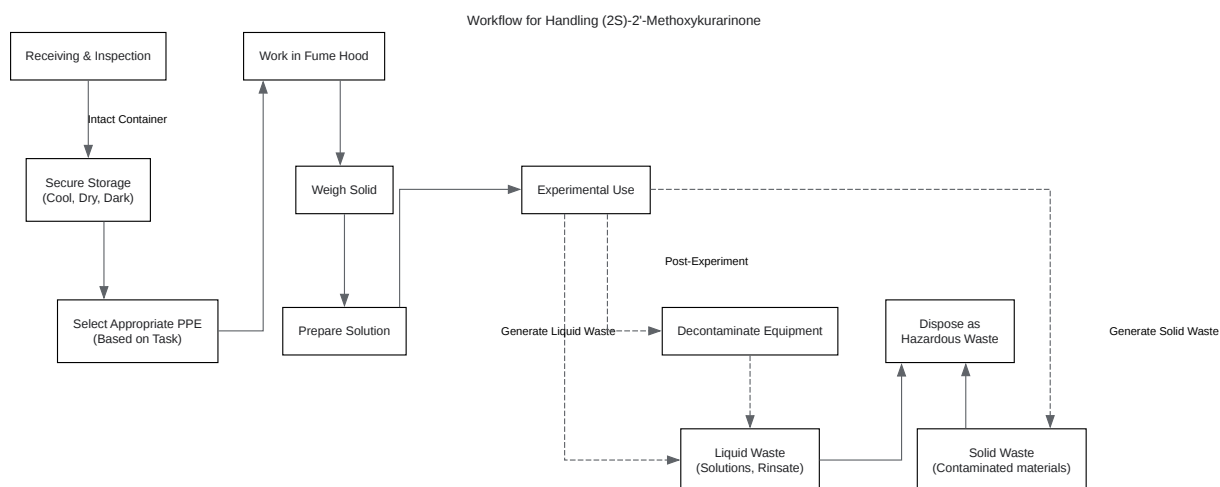 Workflow for Handling (2S)-2'-Methoxykurarinone
Receiving & Inspection
Work in Fume Hood
Intact Container
Secure Storage
(Cool, Dry, Dark)
Weigh Solid
Experimental Use
Post-Experiment
Select Appropriate PPE
(Based on Task)
Prepare Solution
Generate Liquid Waste
Decontaminate Equipment
Dispose as
Hazardous Waste
Generate Solid Waste
Liquid Waste
(Solutions, Rinsate)
Solid Waste
(Contaminated materials)